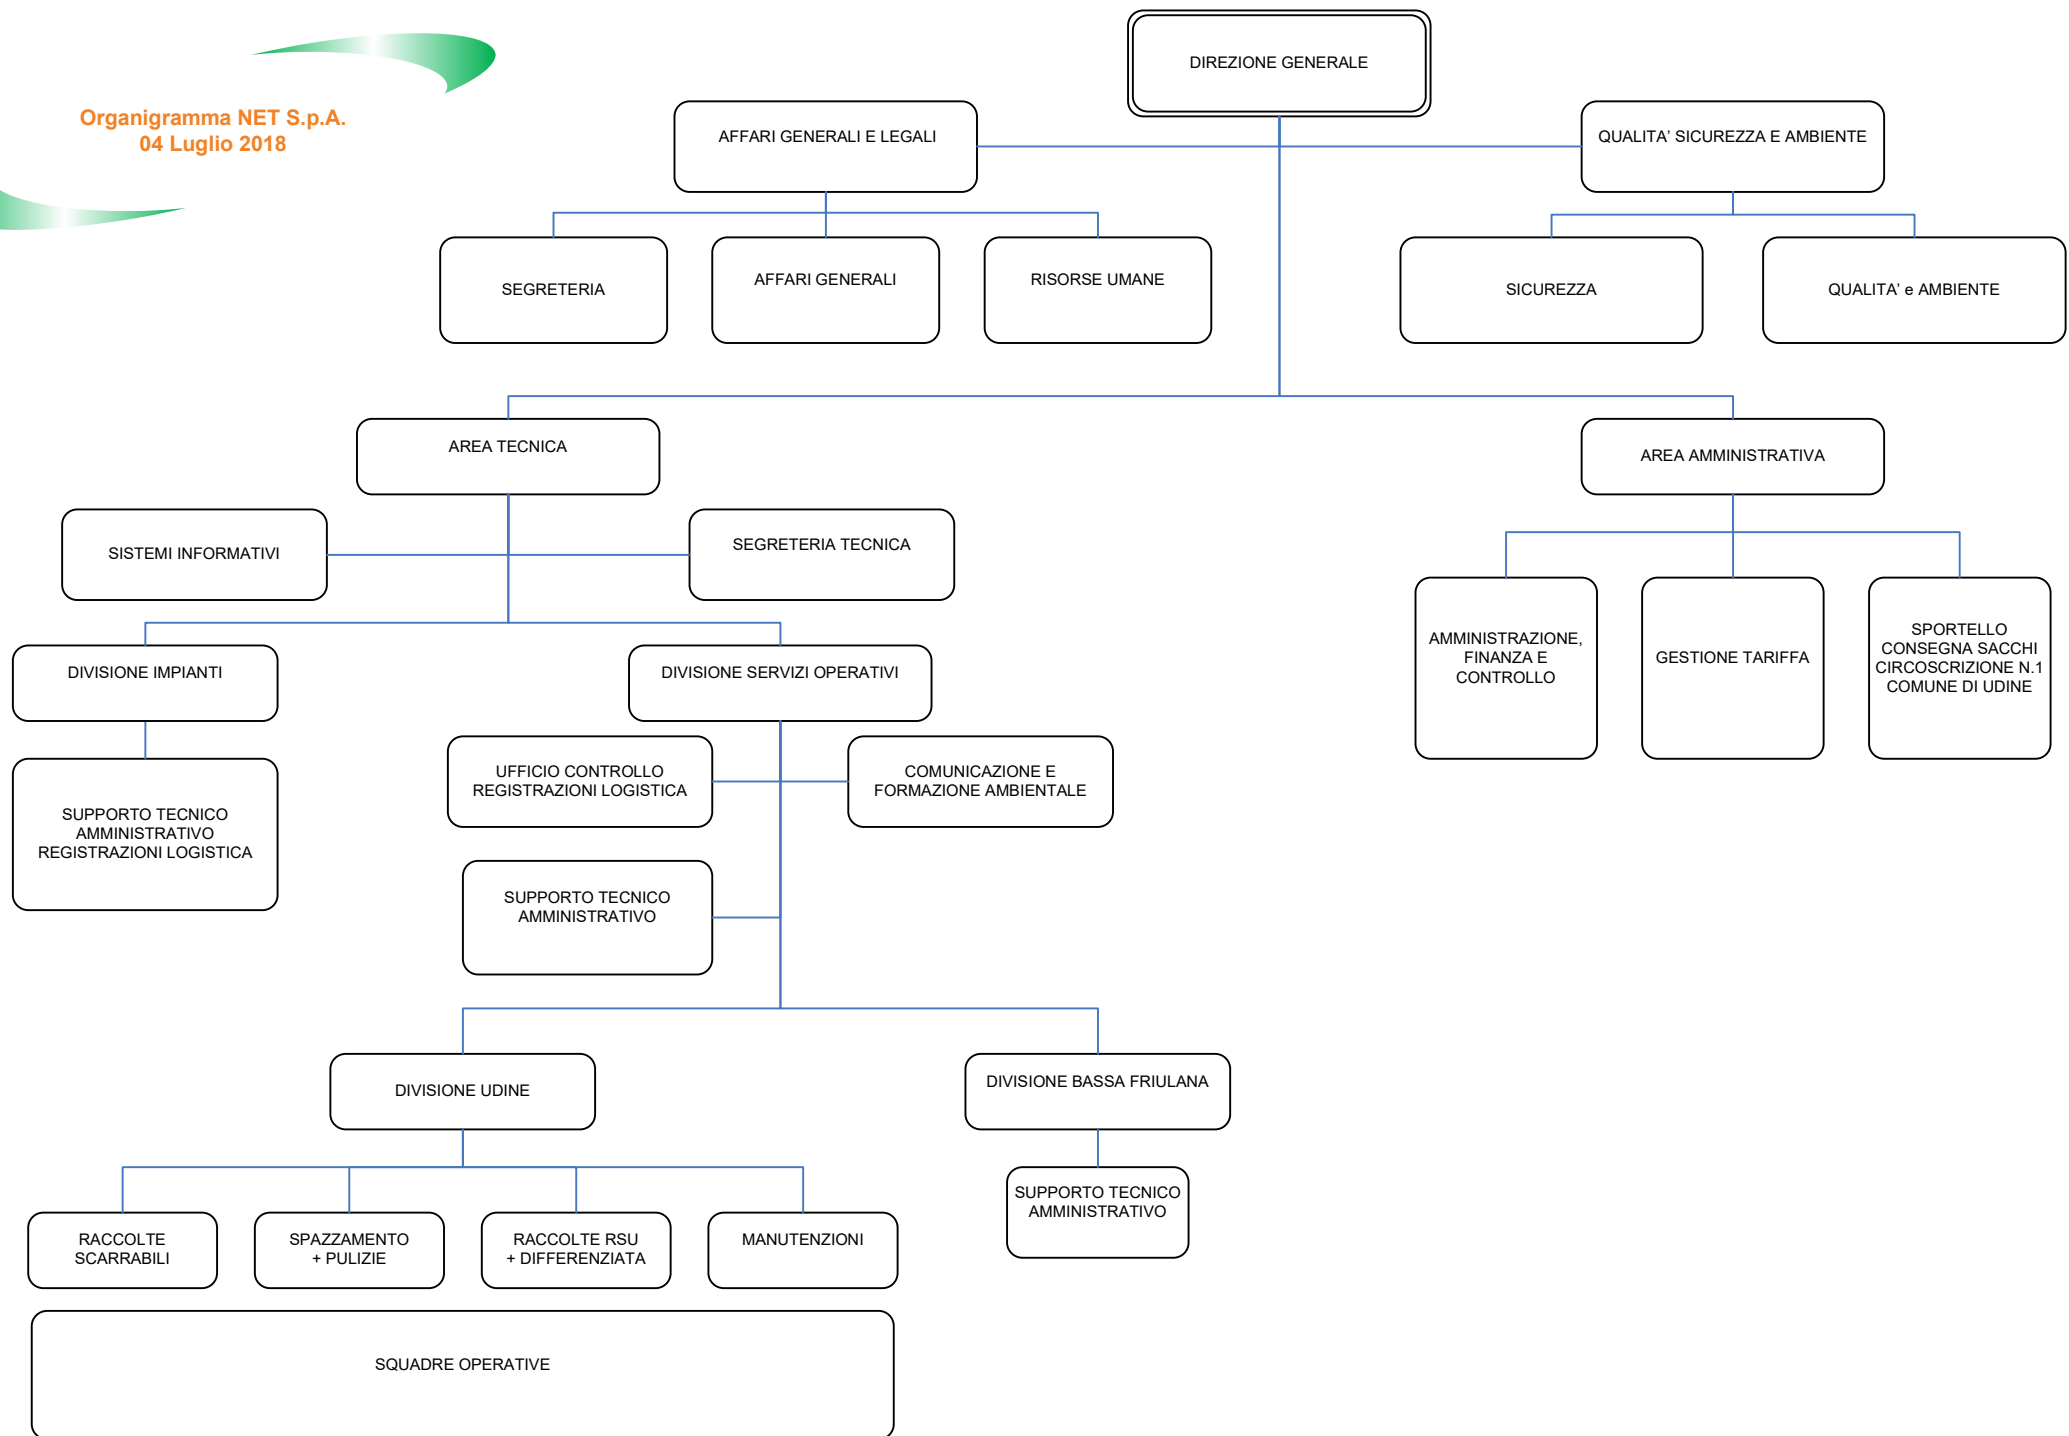 Organigramma NET S.p.A.
04 Luglio 2018
DIREZIONE GENERALE
AFFARI GENERALI E LEGALI
QUALITA’ SICUREZZA E AMBIENTE
SEGRETERIA
AFFARI GENERALI
RISORSE UMANE
SICUREZZA
QUALITA’ e AMBIENTE
AREA TECNICA
AREA AMMINISTRATIVA
SISTEMI INFORMATIVI
SEGRETERIA TECNICA
AMMINISTRAZIONE,
FINANZA E
CONTROLLO
GESTIONE TARIFFA
SPORTELLO
CONSEGNA SACCHI
CIRCOSCRIZIONE N.1
COMUNE DI UDINE
DIVISIONE IMPIANTI
DIVISIONE SERVIZI OPERATIVI
SUPPORTO TECNICO
AMMINISTRATIVO
REGISTRAZIONI LOGISTICA
UFFICIO CONTROLLO
REGISTRAZIONI LOGISTICA
COMUNICAZIONE E
FORMAZIONE AMBIENTALE
SUPPORTO TECNICO
AMMINISTRATIVO
DIVISIONE UDINE
DIVISIONE BASSA FRIULANA
SUPPORTO TECNICO
AMMINISTRATIVO
RACCOLTE
SCARRABILI
SPAZZAMENTO
+ PULIZIE
RACCOLTE RSU
+ DIFFERENZIATA
MANUTENZIONI
SQUADRE OPERATIVE